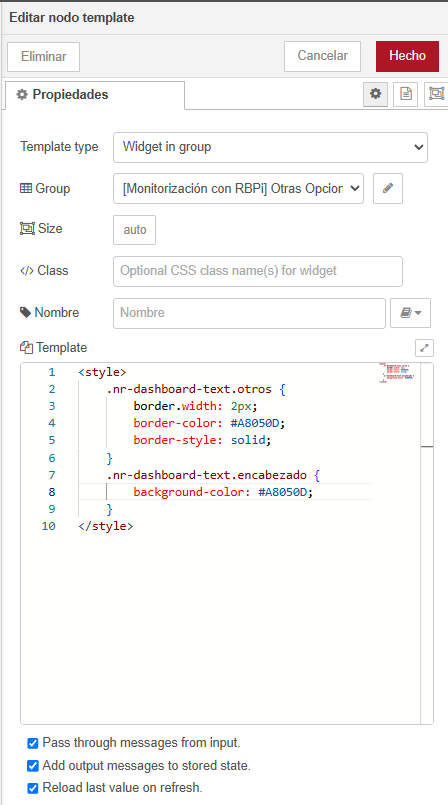 Editar nodo template
Eliminar Cancelar Hecho
Propiedades
Template type Widget in group
Group [Monitorización con RBPi] Otras Opcion
Size auto
</> Class Optional CSS class name(s) for widget
Nombre Nombre
Template
1 <style>
2 .nr-dashboard-text.otros {
3 border.width: 2px;
4 border-color: #A8050D;
5 border-style: solid;
6 }
7 .nr-dashboard-text.encabezado {
8 background-color: #A8050D;
9 }
10 </style>
Pass through messages from input.
Add output messages to stored state.
Reload last value on refresh.